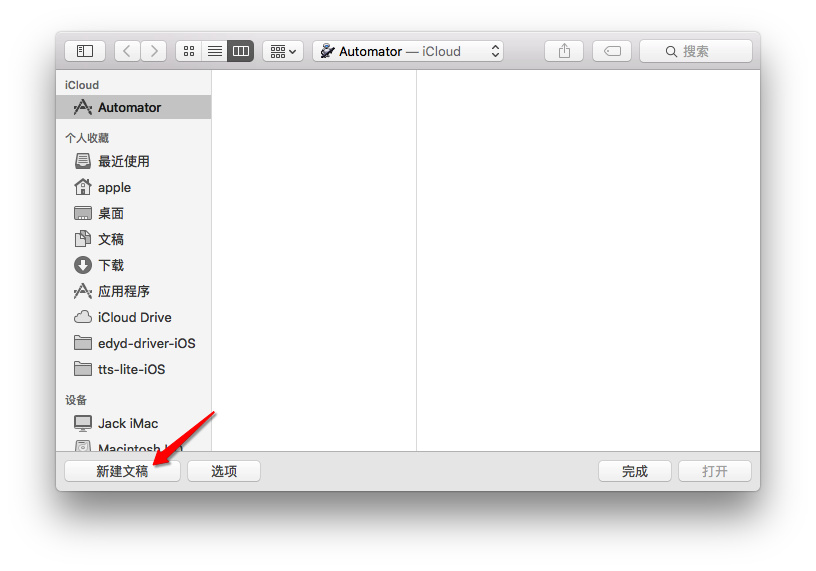 Automator — iCloud
搜索
iCloud
Automator
个人收藏
最近使用
apple
桌面
文稿
下载
应用程序
iCloud Drive
edyd-driver-iOS
tts-lite-iOS
设备
Jack iMac
Macintosh
新建文稿
选项
完成
打开